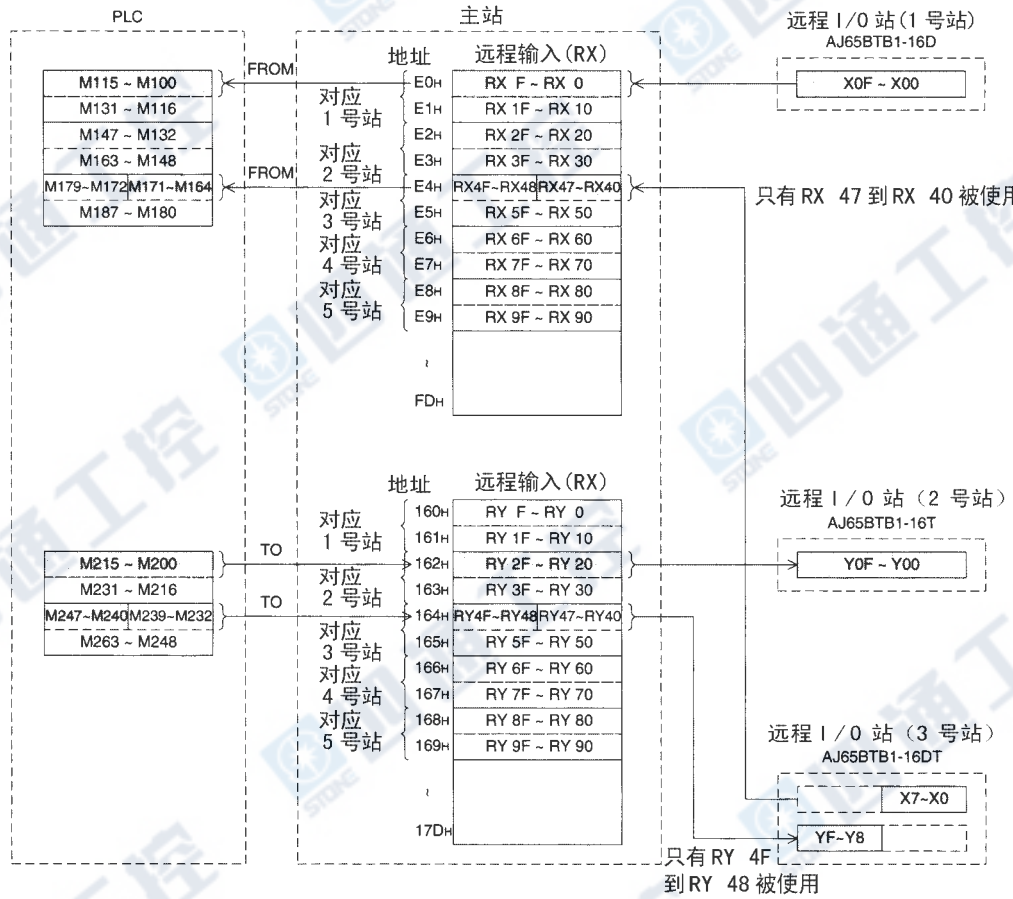 PLC
主站
远程 I/O 站(1 号站)
AJ65BTB1-16D
X0F ~ X00
地址 远程输入(RX)
FROM
M115 ~ M100
M131 ~ M116
M147 ~ M132
M163 ~ M148
M179~M172 M171~M164
M187 ~ M180
FROM
对应
1 号站
对应
2 号站
对应
3 号站
对应
4 号站
对应
5 号站
E0H RX F ~ RX 0
E1H RX 1F ~ RX 10
E2H RX 2F ~ RX 20
E3H RX 3F ~ RX 30
E4H RX4F~RX48 RX47~RX40
E5H RX 5F ~ RX 50
E6H RX 6F ~ RX 60
E7H RX 7F ~ RX 70
E8H RX 8F ~ RX 80
E9H RX 9F ~ RX 90
~
FDH
只有 RX 47 到 RX 40 被使用
地址 远程输入(RX)
TO
M215 ~ M200
M231 ~ M216
M247~M240 M239~M232
M263 ~ M248
TO
对应
1 号站
对应
2 号站
对应
3 号站
对应
4 号站
对应
5 号站
160H RY F ~ RY 0
161H RY 1F ~ RY 10
162H RY 2F ~ RY 20
163H RY 3F ~ RY 30
164H RY4F~RY48 RY47~RY40
165H RY 5F ~ RY 50
166H RY 6F ~ RY 60
167H RY 7F ~ RY 70
168H RY 8F ~ RY 80
169H RY 9F ~ RY 90
~
17DH
远程 I/O 站 (2 号站)
AJ65BTB1-16T
Y0F ~ Y00
远程 I/O 站 (3 号站)
AJ65BTB1-16DT
X7~X0
YF~Y8
只有 RY 4F
到 RY 48 被使用
STONE 四通工控